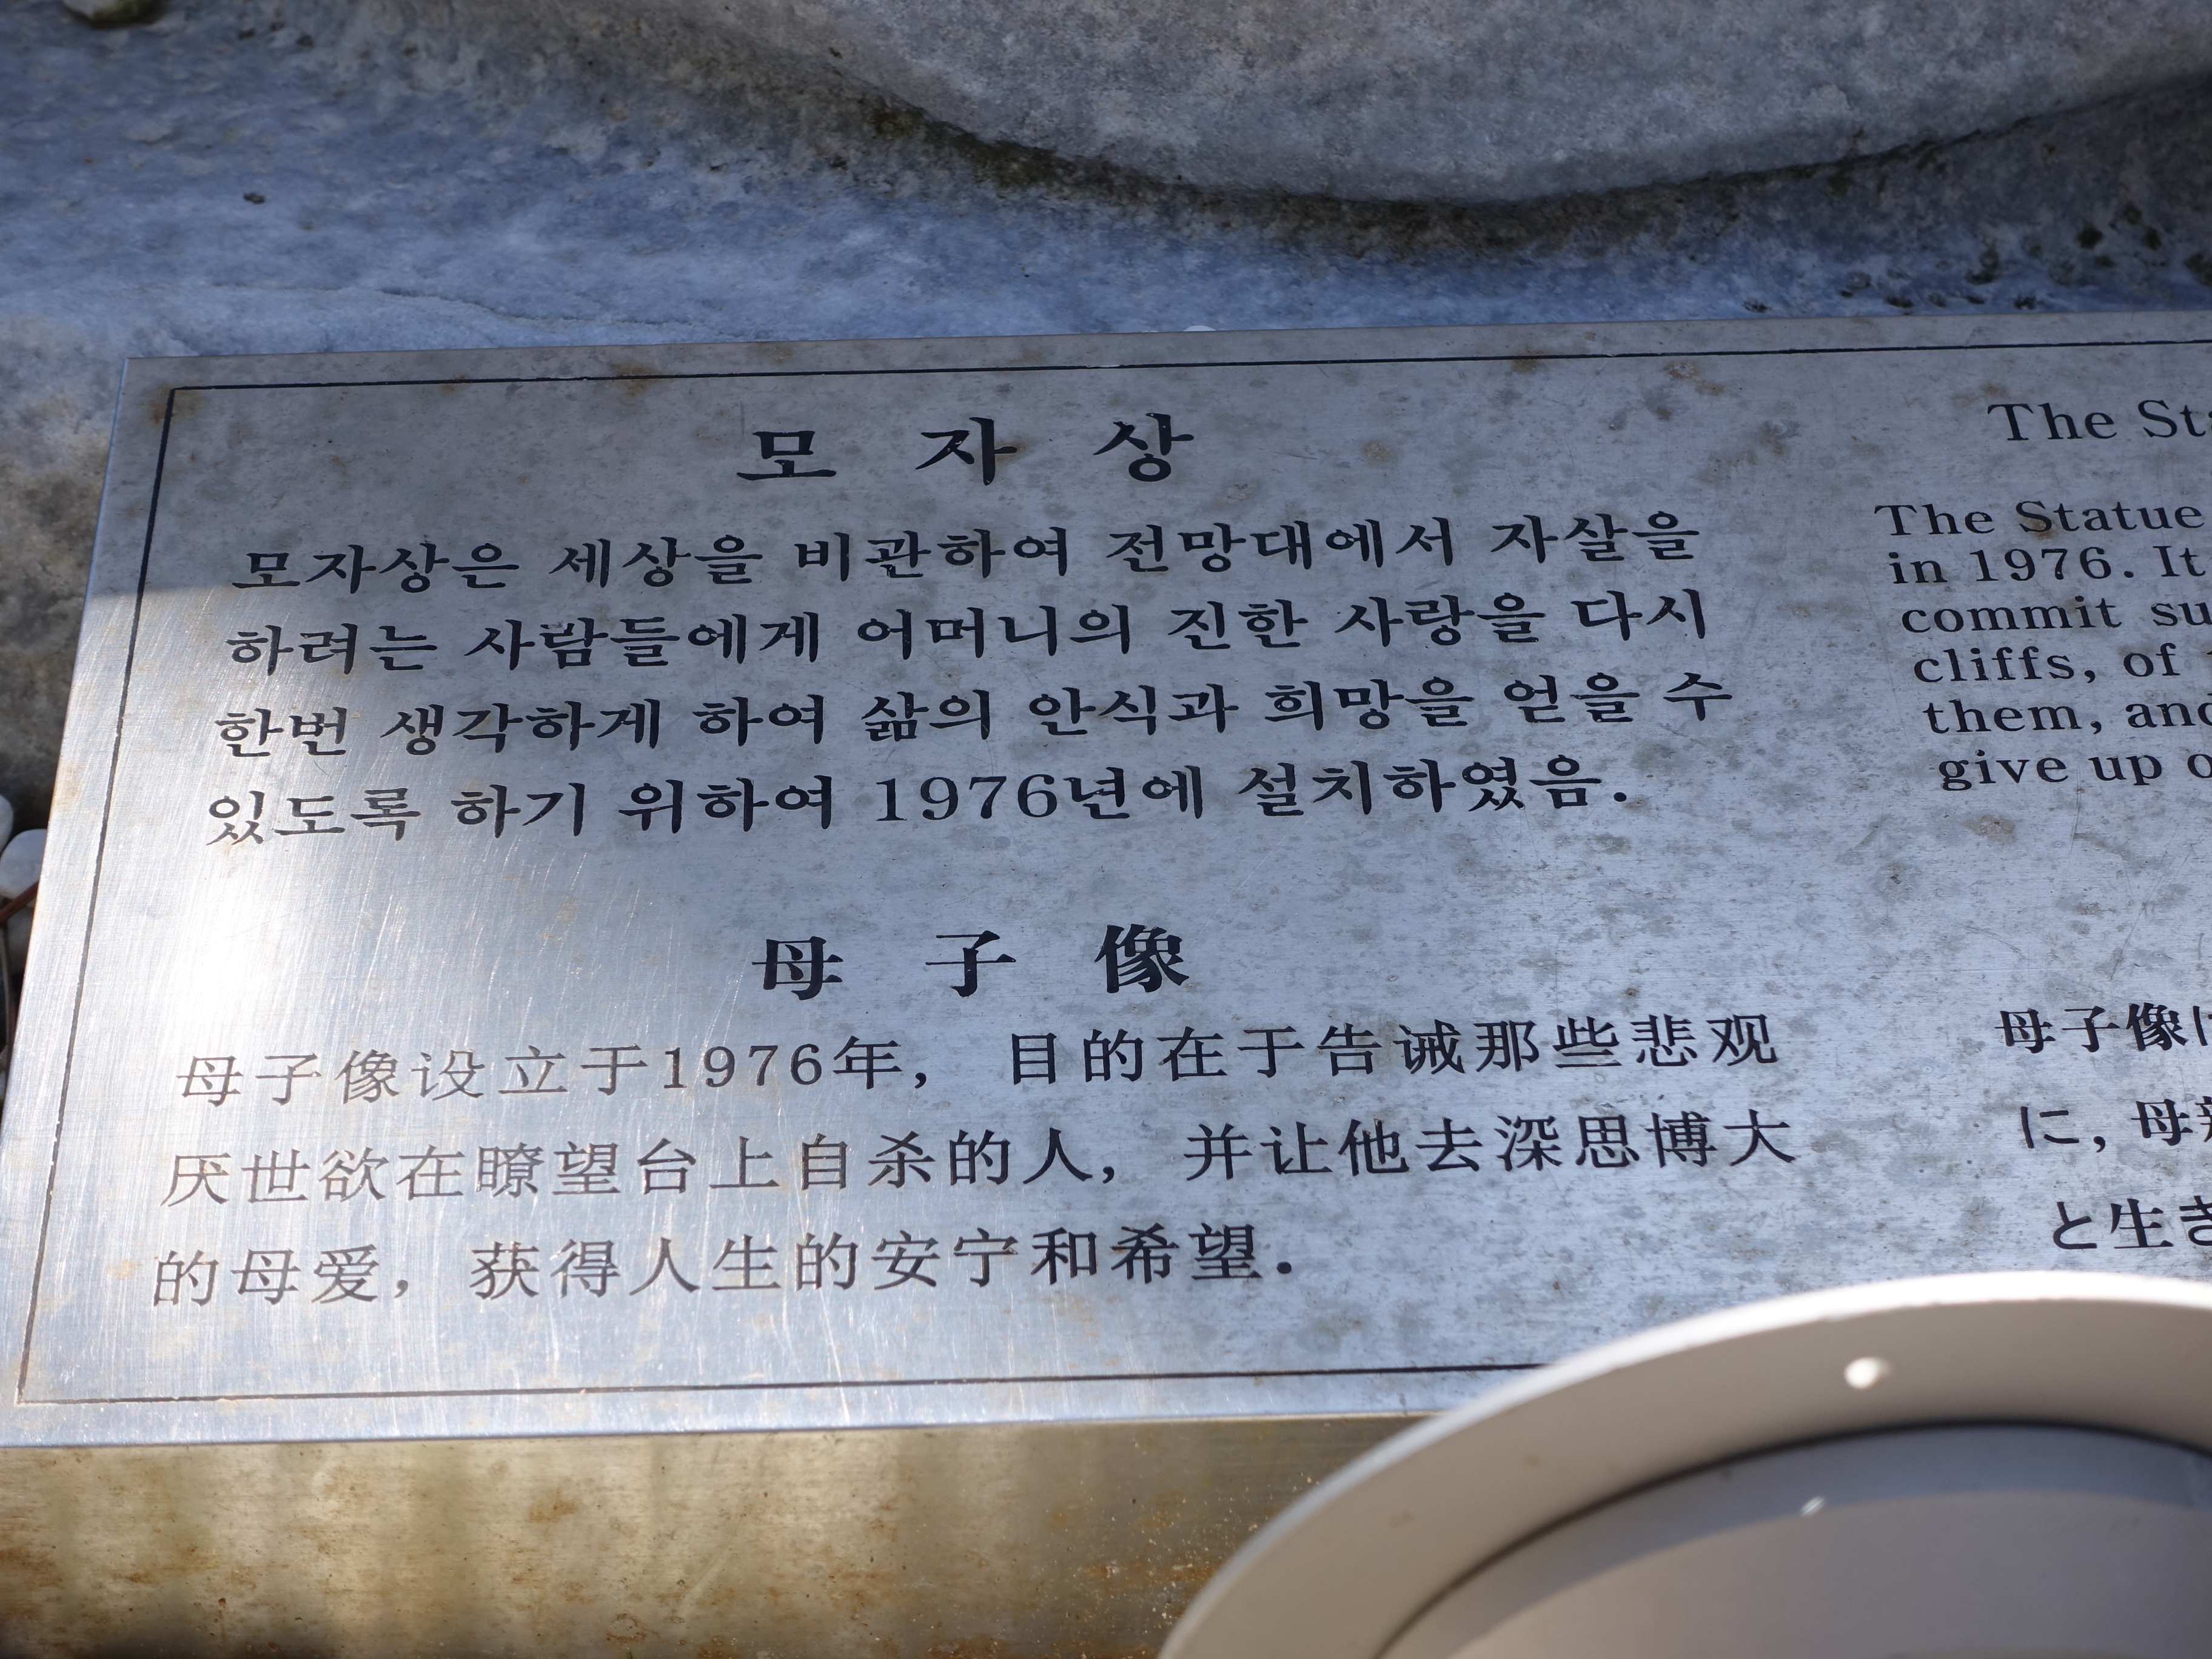 모 자 상
모자상은 세상을 비관하여 전망대에서 자살을
하려는 사람들에게 어머니의 진한 사랑을 다시
한번 생각하게 하여 삶의 안식과 희망을 얻을 수
있도록 하기 위하여 1976년에 설치하였음.
The
The Statue
in 1976. It
commit
cliffs, of
them,
give up
母 子 像
母子像设立于1976年, 目的在于告诫那些悲观
厌世欲在瞭望台上自杀的人, 并让他去深思博大
的母爱, 获得人生的安宁和希望.
母子像
に, 母
と生き